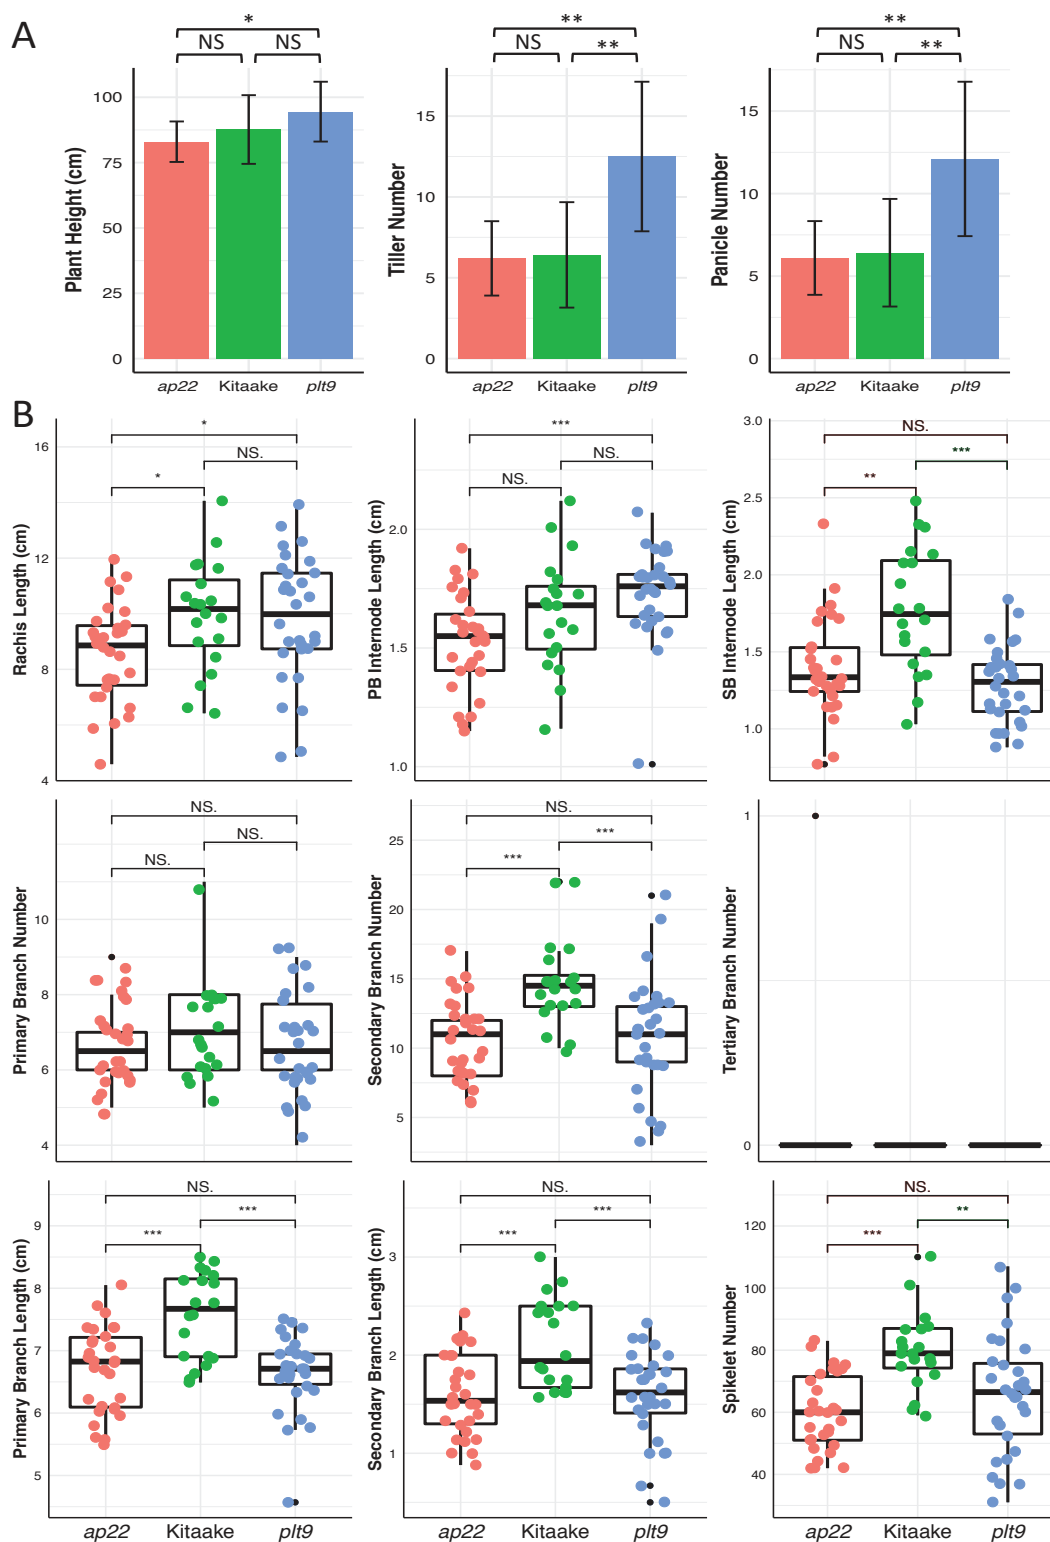 A
* ** **
NS NS NS ** NS **
Plant Height (cm)
100
75
50
25
0
ap22 Kitaake plt9
Tiller Number
15
10
5
0
ap22 Kitaake plt9
Panicle Number
15
10
5
0
ap22 Kitaake plt9
B
Rachis Length (cm)
16
12
8
4
*
NS.
*
PB Internode Length (cm)
2.0
1.5
1.0
***
NS.
NS.
SB Internode Length (cm)
3.0
2.5
2.0
1.5
1.0
NS.
***
**
Primary Branch Number
10
8
6
4
NS.
NS.
NS.
Secondary Branch Number
25
20
15
10
5
NS.
***
***
Tertiary Branch Number
1
0
Primary Branch Length (cm)
9
8
7
6
5
NS.
***
***
ap22 Kitaake plt9
Secondary Branch Length (cm)
3
2
1
NS.
***
***
ap22 Kitaake plt9
Spikelet Number
120
100
80
60
40
NS.
**
***
ap22 Kitaake plt9